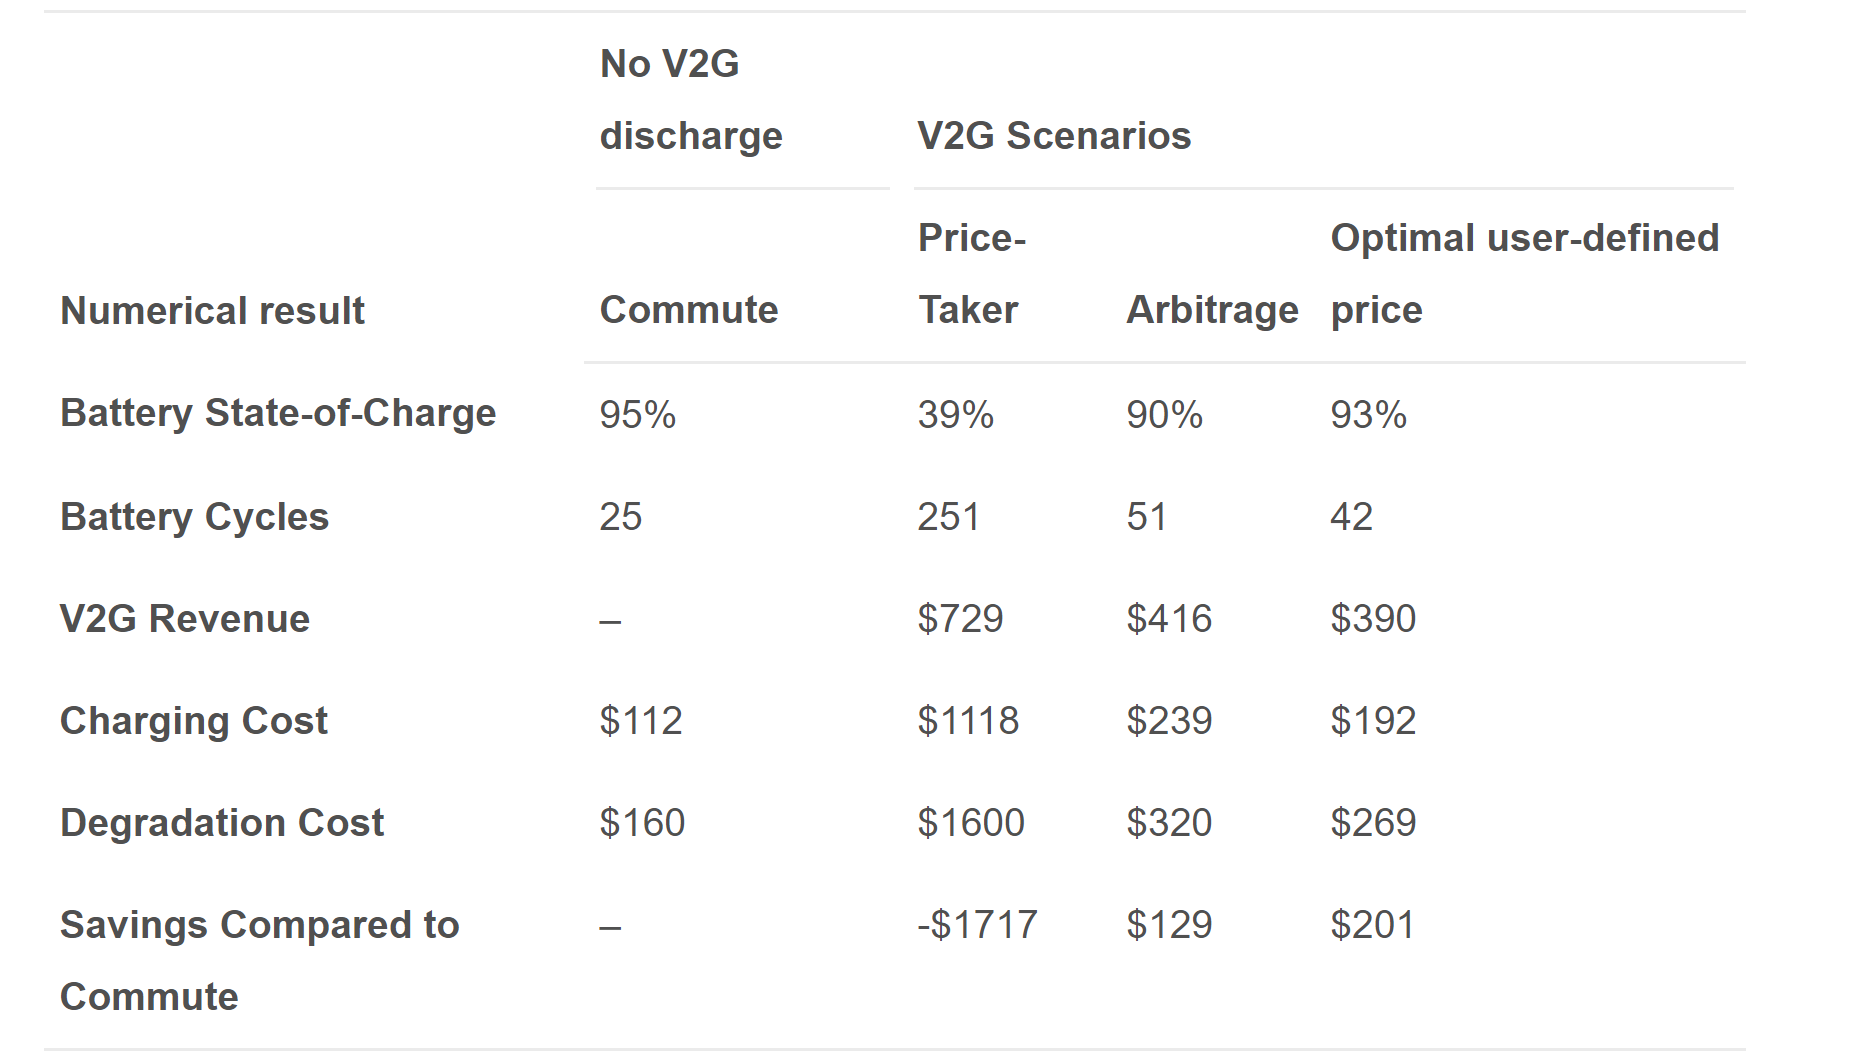 No V2G
discharge V2G Scenarios
Price- Optimal user-defined
Numerical result Commute Taker Arbitrage price
Battery State-of-Charge 95% 39% 90% 93%
Battery Cycles 25 251 51 42
V2G Revenue – $729 $416 $390
Charging Cost $112 $1118 $239 $192
Degradation Cost $160 $1600 $320 $269
Savings Compared to – -$1717 $129 $201
Commute